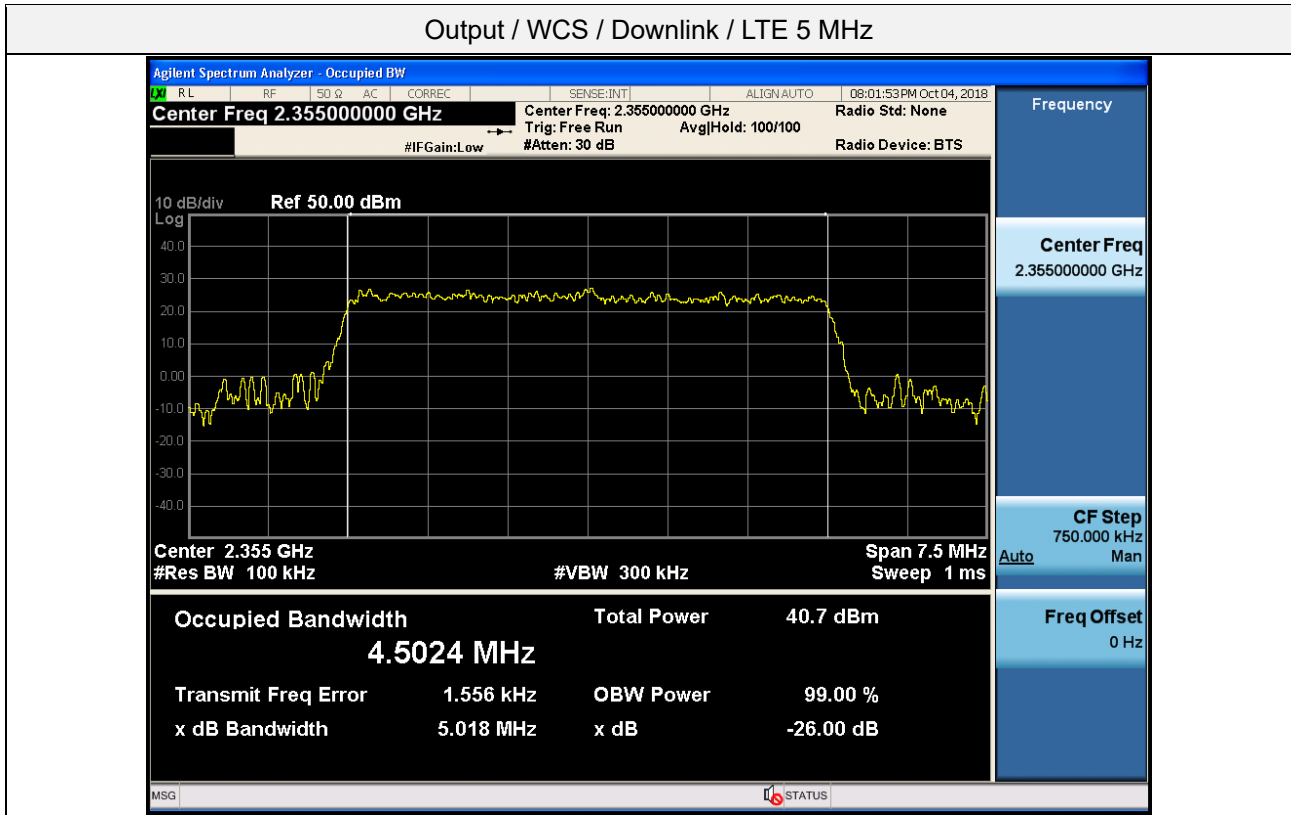 Output / WCS / Downlink / LTE 5 MHz
Agilent Spectrum Analyzer - Occupied BW
LXI RL RF 50 Ω AC CORREC SENSE:INT ALIGNAUTO 08:01:53 PM Oct 04, 2018
Center Freq 2.355000000 GHz
Center Freq: 2.355000000 GHz
Radio Std: None
Trig: Free Run Avg|Hold: 100/100
#IFGain:Low
#Atten: 30 dB
Radio Device: BTS
Frequency
10 dB/div Ref 50.00 dBm
Log
40.0
30.0
20.0
10.0
0.00
-10.0
-20.0
-30.0
-40.0
Center 2.355 GHz
Span 7.5 MHz
#Res BW 100 kHz
#VBW 300 kHz
Sweep 1 ms
Center Freq
2.355000000 GHz
CF Step
750.000 kHz
Auto Man
Freq Offset
0 Hz
Occupied Bandwidth
4.5024 MHz
Total Power 40.7 dBm
Transmit Freq Error 1.556 kHz
OBW Power 99.00 %
x dB Bandwidth 5.018 MHz
x dB -26.00 dB
MSG
STATUS